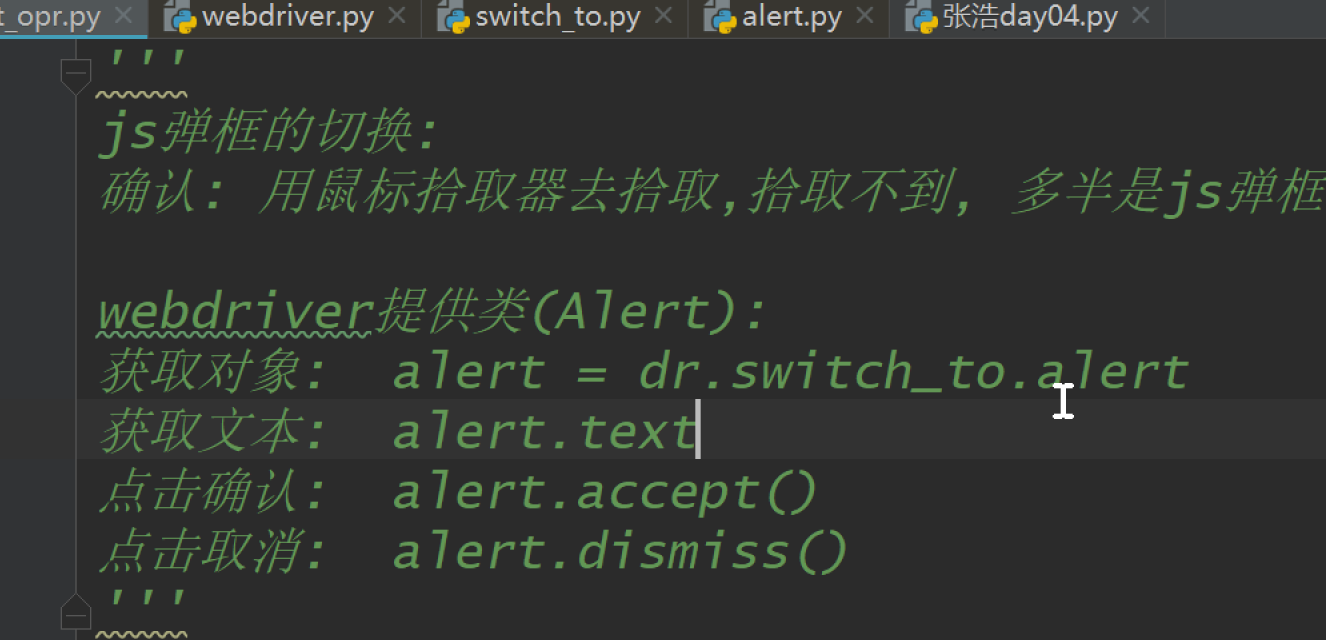 t_opr.py webdriver.py switch_to.py alert.py 张浩day04.py
'''
js弹框的切换:
确认: 用鼠标拾取器去拾取,拾取不到, 多半是js弹框
webdriver提供类(Alert):
获取对象: alert = dr.switch_to.alert
获取文本: alert.text
点击确认: alert.accept()
点击取消: alert.dismiss()
'''